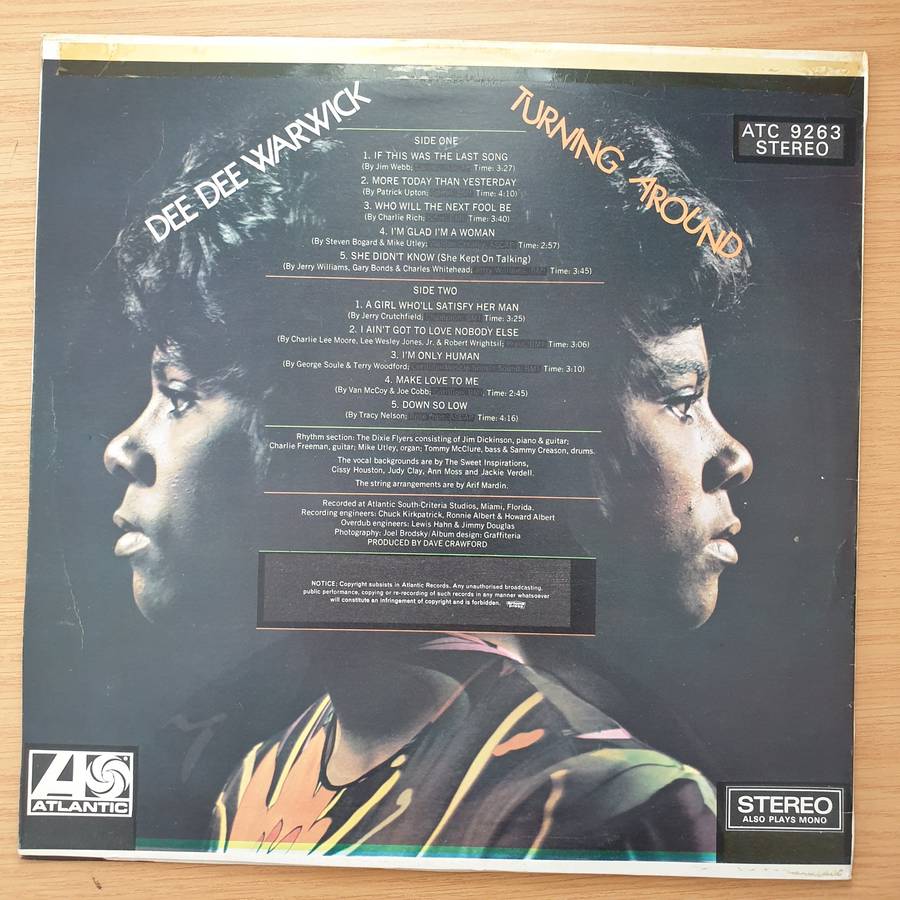 DEE DEE WARWICK
TURNING AROUND
ATC 9263
STEREO
SIDE ONE
1. IF THIS WAS THE LAST SONG
(By Jim Webb; Time: 3:27)
2. MORE TODAY THAN YESTERDAY
(By Patrick Upton; Time: 4:10)
3. WHO WILL THE NEXT FOOL BE
(By Charlie Rich; Time: 3:40)
4. I'M GLAD I'M A WOMAN
(By Steven Bogard & Mike Utley; Time: 2:57)
5. SHE DIDN'T KNOW (She Kept On Talking)
(By Jerry Williams, Gary Bonds & Charles Whitehead; Time: 3:45)
SIDE TWO
1. A GIRL WHO'LL SATISFY HER MAN
(By Jerry Crutchfield; Time: 3:25)
2. I AIN'T GOT TO LOVE NOBODY ELSE
(By Charlie Lee Moore, Lee Wesley Jones, Jr. & Robert Wrightsil; Time: 3:06)
3. I'M ONLY HUMAN
(By George Soule & Terry Woodford; Time: 3:10)
4. MAKE LOVE TO ME
(By Van McCoy & Joe Cobb; Time: 2:45)
5. DOWN SO LOW
(By Tracy Nelson; Time: 4:16)
Rhythm section: The Dixie Flyers consisting of Jim Dickinson, piano & guitar;
Charlie Freeman, guitar; Mike Utley, organ; Tommy McClure, bass & Sammy Creason, drums.
The vocal backgrounds are by The Sweet Inspirations,
Cissy Houston, Judy Clay, Ann Moss and Jackie Verdell.
The string arrangements are by Arif Mardin.
Recorded at Atlantic South-Criteria Studios, Miami, Florida.
Recording engineers: Chuck Kirkpatrick, Ronnie Albert & Howard Albert
Overdub engineers: Lewis Hahn & Jimmy Douglas
Photography: Joel Brodsky/Album design: Graffiteria
PRODUCED BY DAVE CRAWFORD
NOTICE: Copyright subsists in Atlantic Records. Any unauthorised broadcasting,
public performance, copying or re-recording of such records in any manner whatsoever
will constitute an infringement of copyright and is forbidden.
ATLANTIC
STEREO
ALSO PLAYS MONO